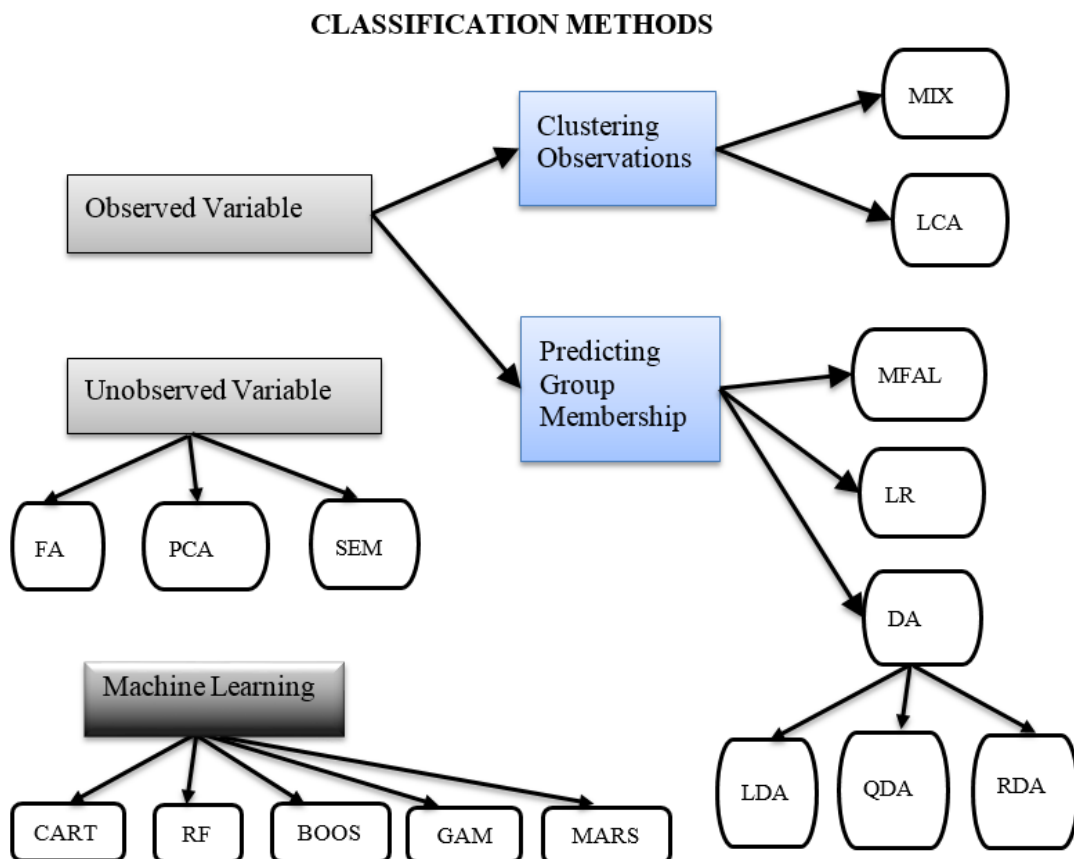 CLASSIFICATION METHODS
Observed Variable
Clustering
Observations
MIX
LCA
Predicting
Group
Membership
MFAL
LR
DA
LDA
QDA
RDA
Unobserved Variable
FA
PCA
SEM
Machine Learning
CART
RF
BOOS
GAM
MARS